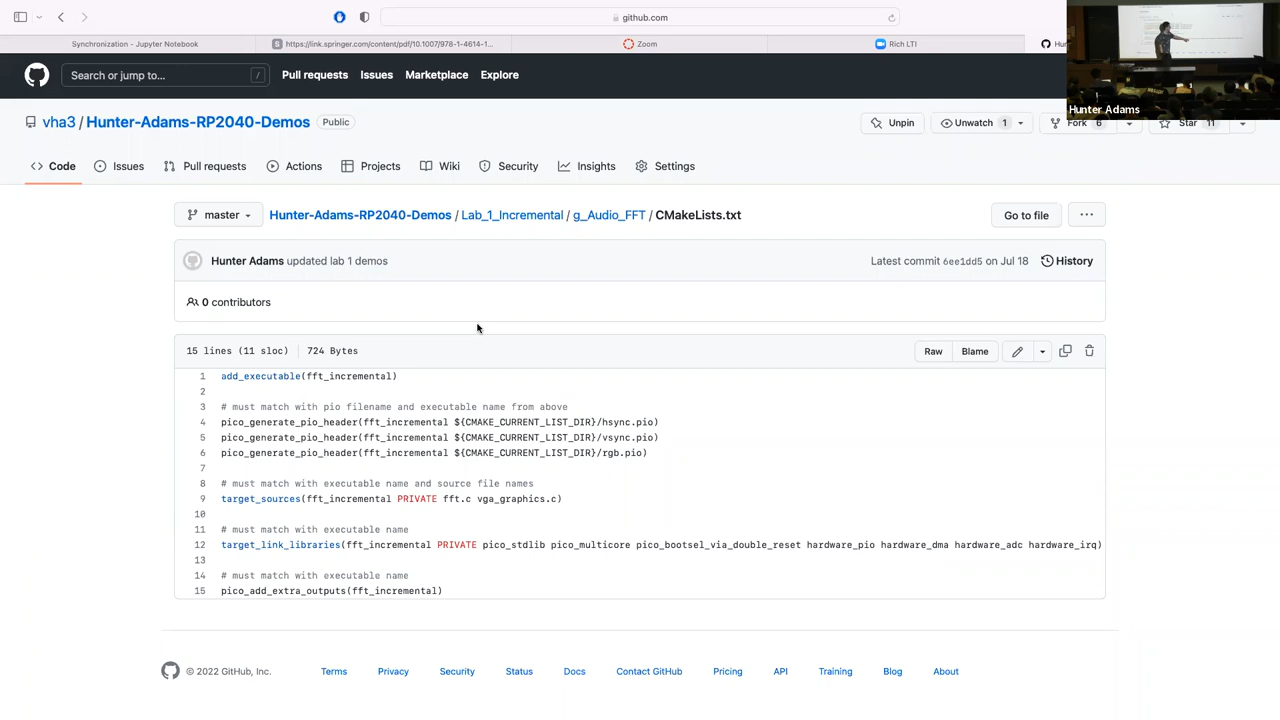 github.com
Synchronization - Jupyter Notebook
https://link.springer.com/content/pdf/10.1007/978-1-4614-1...
Zoom
Rich LTI
Search or jump to...
/
Pull requests
Issues
Marketplace
Explore
Hunter Adams
vha3 / Hunter-Adams-RP2040-Demos
Public
Unpin
Unwatch 1
Fork 6
Star 11
<> Code
Issues
Pull requests
Actions
Projects
Wiki
Security
Insights
Settings
master
Hunter-Adams-RP2040-Demos / Lab_1_Incremental / g_Audio_FFT / CMakeLists.txt
Go to file
...
Hunter Adams updated lab 1 demos
Latest commit 6ee1dd5 on Jul 18
History
0 contributors
15 lines (11 sloc) | 724 Bytes
Raw
Blame
1 add_executable(fft_incremental)
2
3 # must match with pio filename and executable name from above
4 pico_generate_pio_header(fft_incremental ${CMAKE_CURRENT_LIST_DIR}/hsync.pio)
5 pico_generate_pio_header(fft_incremental ${CMAKE_CURRENT_LIST_DIR}/vsync.pio)
6 pico_generate_pio_header(fft_incremental ${CMAKE_CURRENT_LIST_DIR}/rgb.pio)
7
8 # must match with executable name and source file names
9 target_sources(fft_incremental PRIVATE fft.c vga_graphics.c)
10
11 # must match with executable name
12 target_link_libraries(fft_incremental PRIVATE pico_stdlib pico_multicore pico_bootsel_via_double_reset hardware_pio hardware_dma hardware_adc hardware_irq)
13
14 # must match with executable name
15 pico_add_extra_outputs(fft_incremental)
© 2022 GitHub, Inc.
Terms
Privacy
Security
Status
Docs
Contact GitHub
Pricing
API
Training
Blog
About